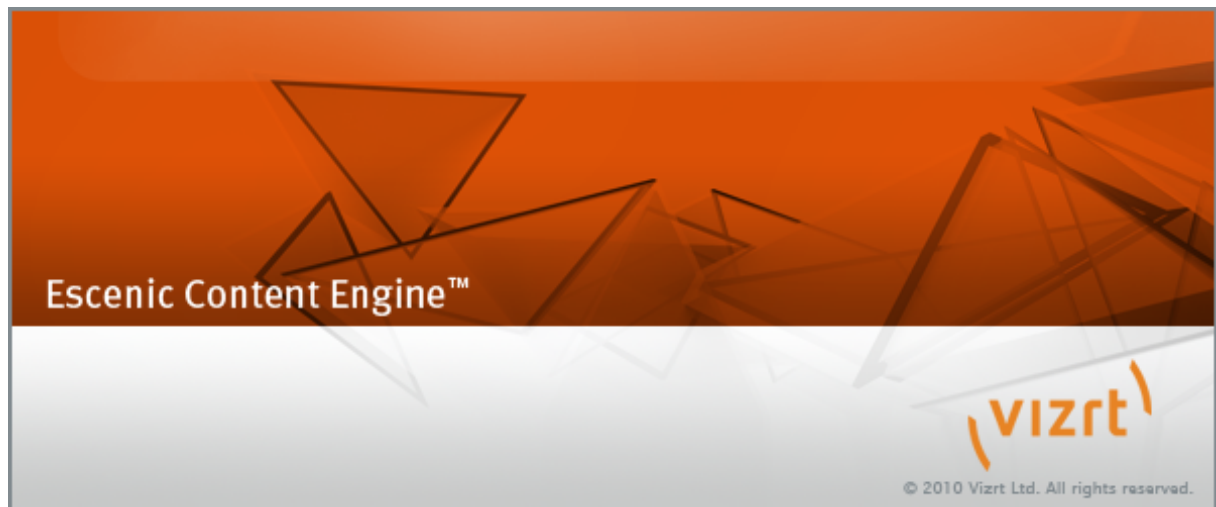 Escenic Content Engine™
vizrt
© 2010 Vizrt Ltd. All rights reserved.